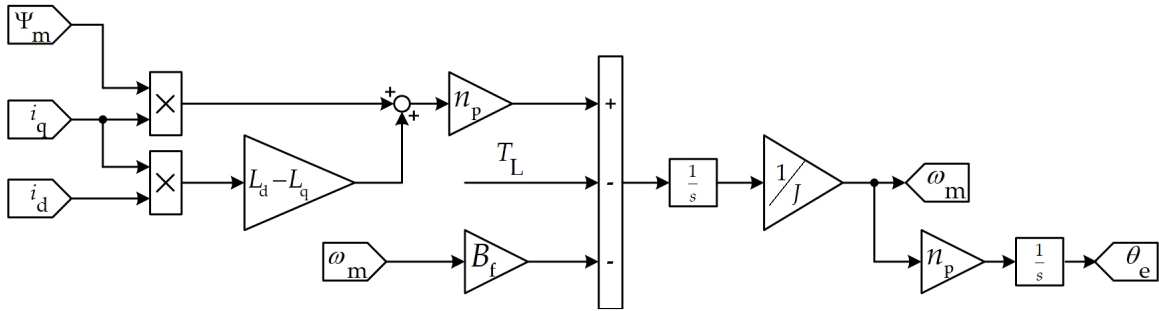 Ψm
iq
id
×
×
Ld−Lq
+
+
np
TL
ωm
Bf
+
-
-
1/s
1/J
ωm
np
1/s
θe